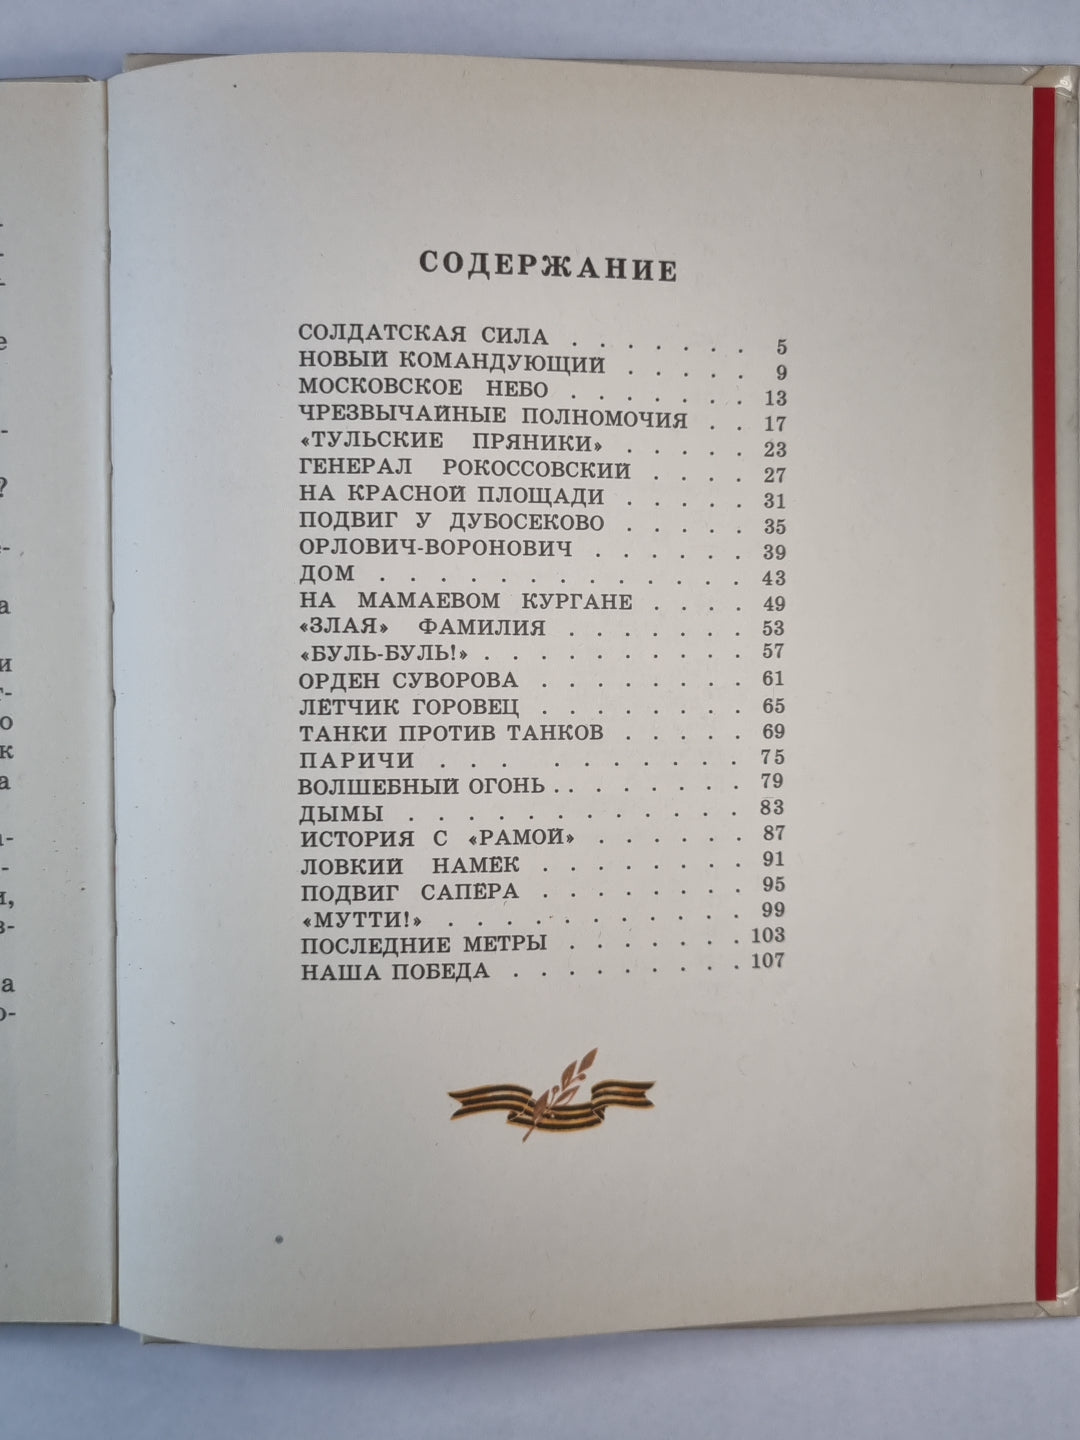 СОДЕРЖАНИЕ
СОЛДАТСКАЯ СИЛА . . . . . . . 5
НОВЫЙ КОМАНДУЮЩИЙ . . . . . 9
МОСКОВСКОЕ НЕБО . . . . . . . 13
ЧРЕЗВЫЧАЙНЫЕ ПОЛНОМОЧИЯ . . 17
«ТУЛЬСКИЕ ПРЯНИКИ» . . . . . 23
ГЕНЕРАЛ РОКОССОВСКИЙ . . . . 27
НА КРАСНОЙ ПЛОЩАДИ . . . . . 31
ПОДВИГ У ДУБОСЕКОВО . . . . . 35
ОРЛОВИЧ-ВОРОНОВИЧ . . . . . . 39
ДОМ . . . . . . . . . . . . . 43
НА МАМАЕВОМ КУРГАНЕ . . . . 49
«ЗЛАЯ» ФАМИЛИЯ . . . . . . . 53
«БУЛЬ-БУЛЬ!» . . . . . . . . . . 57
ОРДЕН СУВОРОВА . . . . . . . . 61
ЛЕТЧИК ГОРОВЕЦ . . . . . . . . 65
ТАНКИ ПРОТИВ ТАНКОВ . . . . . 69
ПАРИЧИ . . . . . . . . . . 75
ВОЛШЕБНЫЙ ОГОНЬ . . . . . . . . 79
ДЫМЫ . . . . . . . . . . . . 83
ИСТОРИЯ С «РАМОЙ» . . . . . . 87
ЛОВКИЙ НАМЁК . . . . . . . . 91
ПОДВИГ САПЁРА . . . . . . . . 95
«МУТТИ!» . . . . . . . . . . . 99
ПОСЛЕДНИЕ МЕТРЫ . . . . . . . 103
НАША ПОБЕДА . . . . . . . . . 107